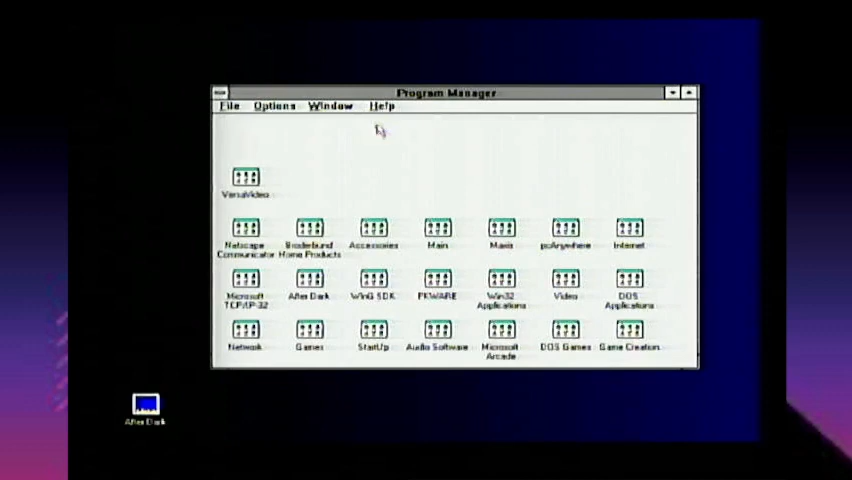 Program Manager
File Options Window Help
VersaVideo
Netscape Communicator
Brøderbund Home Products
Accessories
Main
Maxis
pcAnywhere
Internet
Microsoft TCP/IP-32
After Dark
WinG SDK
PKWARE
Win32 Applications
Video
DOS Applications
Network
Games
StartUp
Audio Software
Microsoft Arcade
DOS Games
Game Creation
After Dark